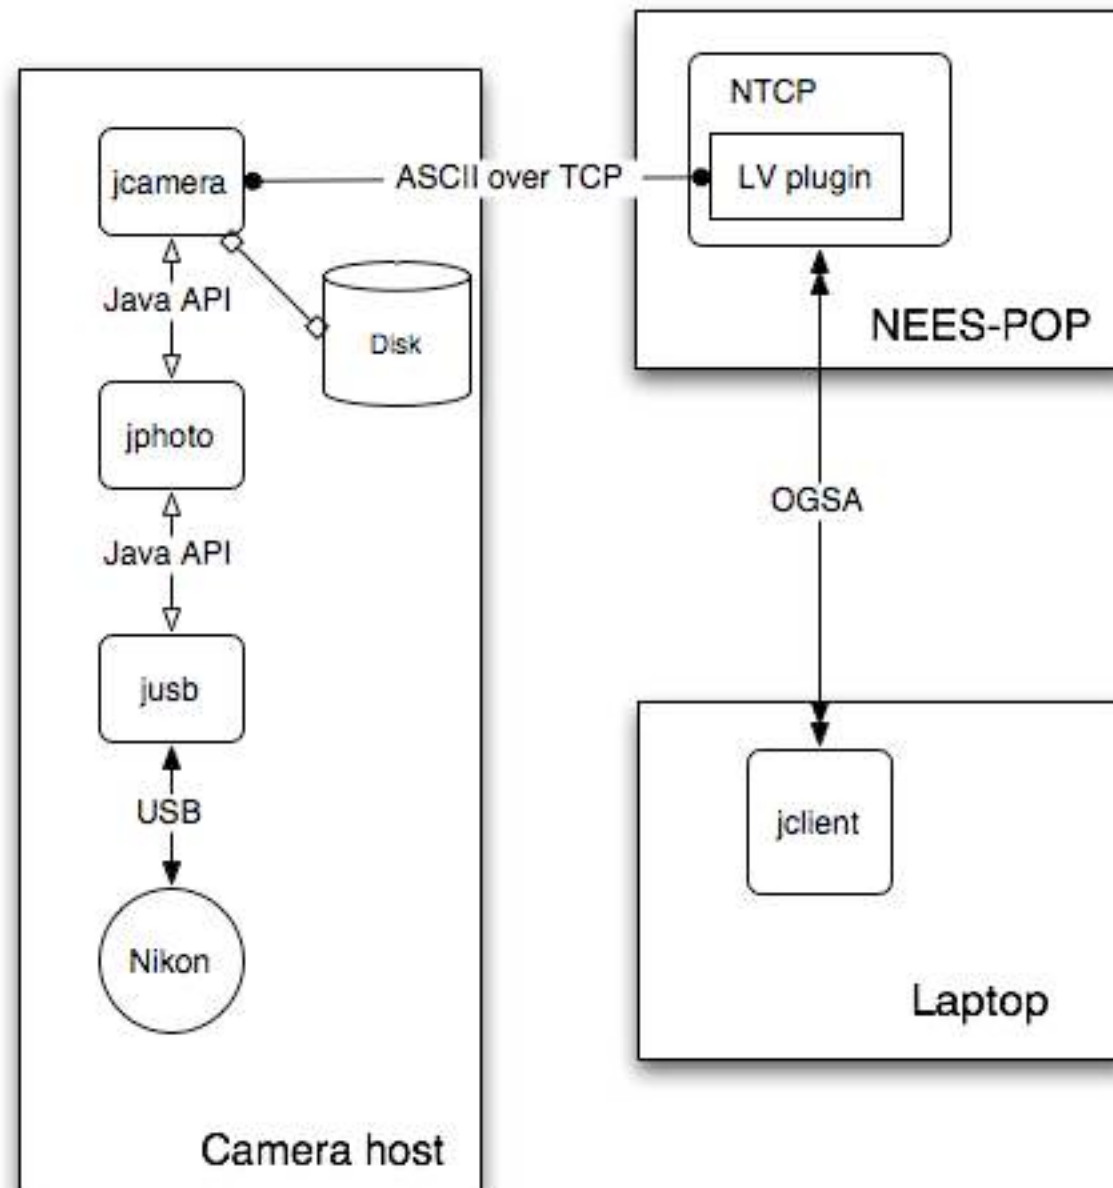 NTCP
jcamera
ASCII over TCP
LV plugin
Java API
Disk
NEES-POP
jphoto
OGSA
Java API
jusb
USB
jclient
Nikon
Laptop
Camera host